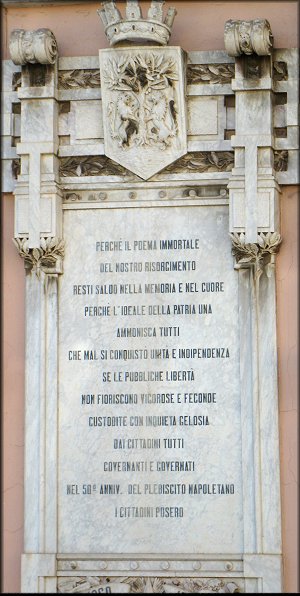 PERCHÈ IL POEMA IMMORTALE
DEL NOSTRO RISORGIMENTO
RESTI SALDO NELLA MEMORIA E NEL CUORE
PERCHÈ L'IDEALE DELLA PATRIA UNA
AMMONISCA TUTTI
CHE MAL SI CONQUISTÒ UNITÀ E INDIPENDENZA
SE LE PUBBLICHE LIBERTÀ
NON FIORISCONO VIGOROSE E FECONDE
CUSTODITE CON INQUIETA GELOSIA
DAI CITTADINI TUTTI
GOVERNANTI E GOVERNATI
NEL 50º ANNIV. DEL PLEBISCITO NAPOLETANO
I CITTADINI POSERO